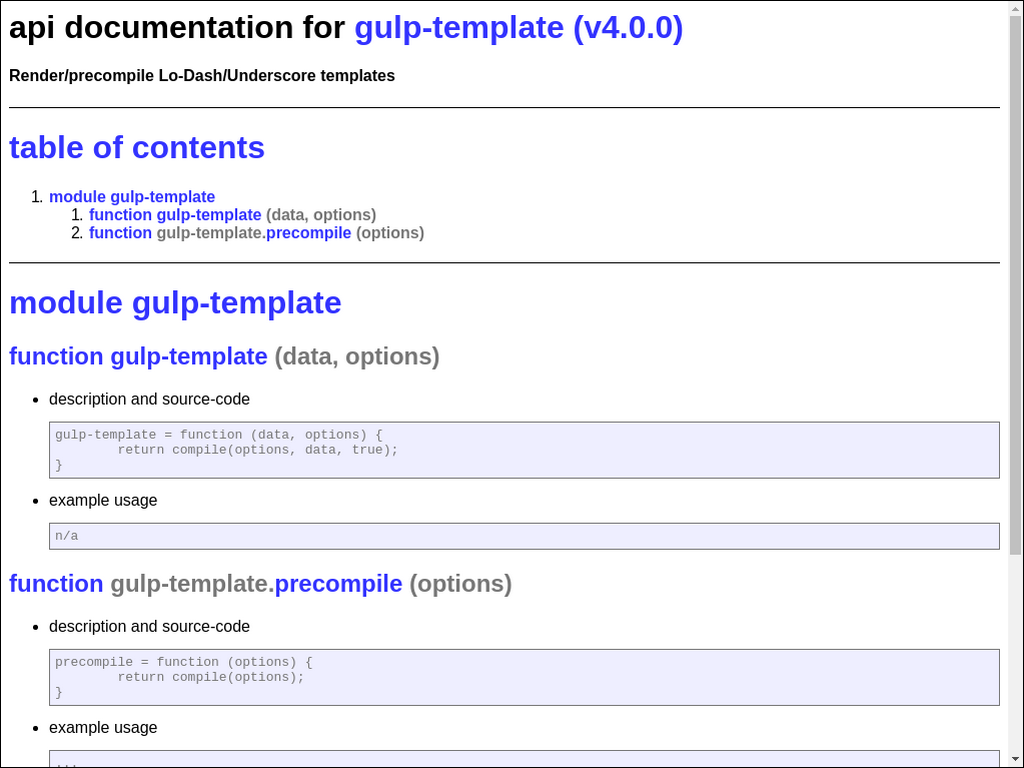 api documentation for gulp-template (v4.0.0)
Render/precompile Lo-Dash/Underscore templates
table of contents
1. module gulp-template
1. function gulp-template (data, options)
2. function gulp-template.precompile (options)
module gulp-template
function gulp-template (data, options)
• description and source-code
gulp-template = function (data, options) {
        return compile(options, data, true);
}
• example usage
n/a
function gulp-template.precompile (options)
• description and source-code
precompile = function (options) {
        return compile(options);
}
• example usage
...